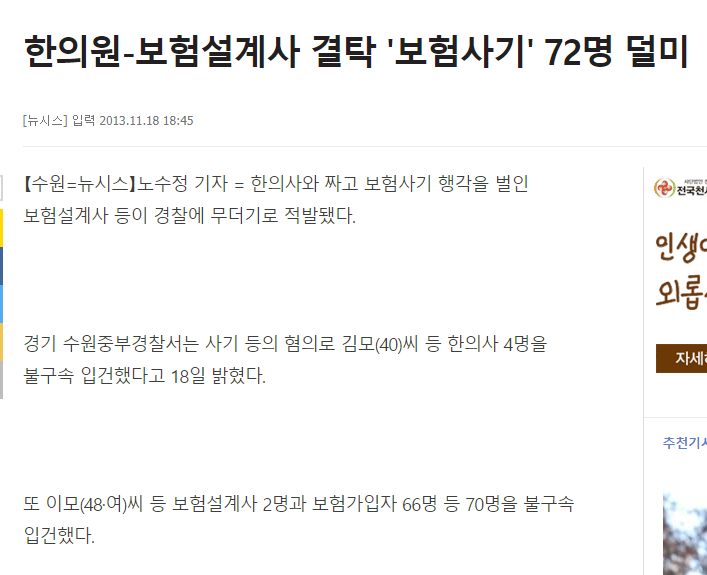 한의원-보험설계사 결탁 '보험사기' 72명 덜미
[뉴시스] 입력 2013.11.18 18:45
【수원=뉴시스】노수정 기자 = 한의사와 짜고 보험사기 행각을 벌인
보험설계사 등이 경찰에 무더기로 적발됐다.
경기 수원중부경찰서는 사기 등의 혐의로 김모(40)씨 등 한의사 4명을
불구속 입건했다고 18일 밝혔다.
또 이모(48·여)씨 등 보험설계사 2명과 보험가입자 66명 등 70명을 불구속
입건했다.
전국천사
인생이
외롭
자세히
추천기사